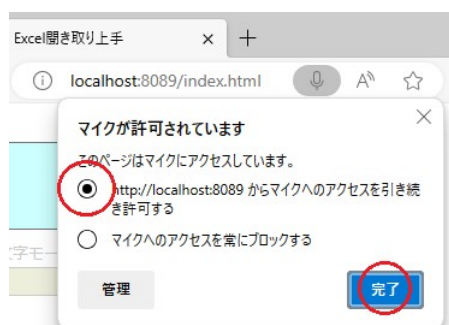 Excel聞き取り上手
localhost:8089/index.html
マイクが許可されています
このページはマイクにアクセスしています。
http://localhost:8089 からマイクへのアクセスを引き続
き許可する
マイクへのアクセスを常にブロックする
字モー
管理
完了